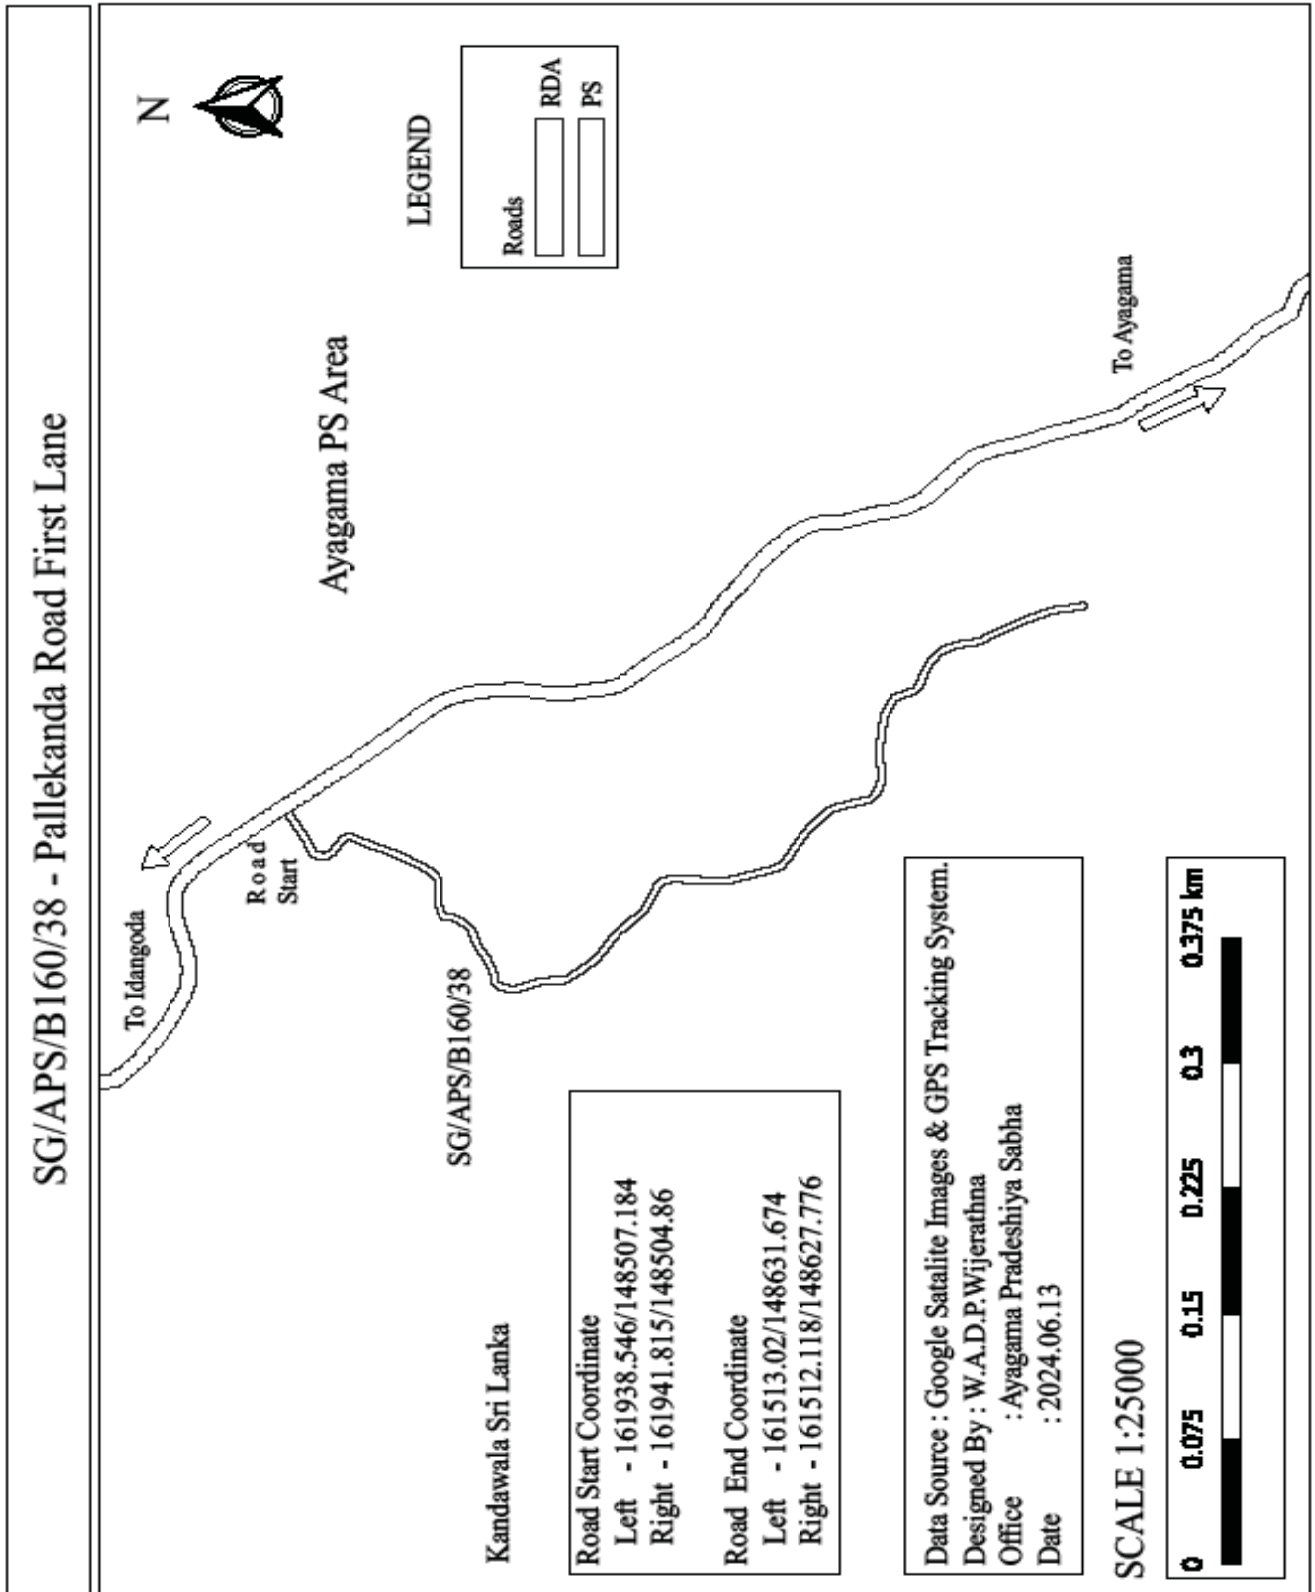 SG/APS/B160/38 - Pallekanda Road First Lane
N
LEGEND
Roads
RDA
PS
Ayagama PS Area
To Idangoda
Road
Start
To Ayagama
SG/APS/B160/38
Kandawala Sri Lanka
Road Start Coordinate
Left - 161938.546/148507.184
Right - 161941.815/148504.86
Road End Coordinate
Left - 161513.02/148631.674
Right - 161512.118/148627.776
Data Source : Google Satalite Images & GPS Tracking System.
Designed By : W.A.D.P.Wijerathna
Office : Ayagama Pradeshiya Sabha
Date : 2024.06.13
SCALE 1:25000
0 0.075 0.15 0.225 0.3 0.375 km